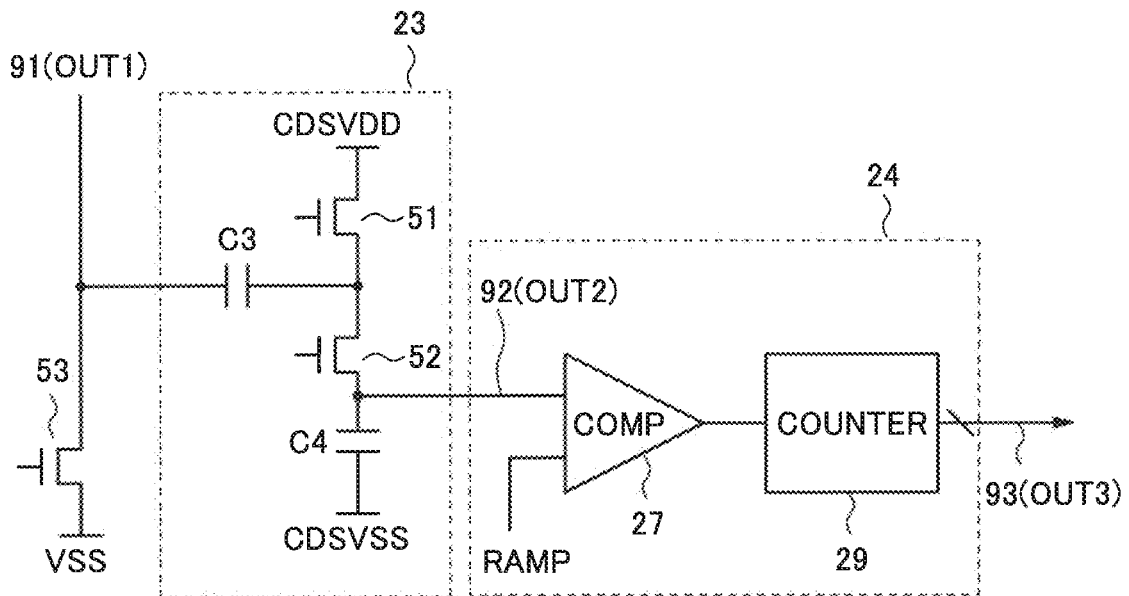 23
91(OUT1)
CDSVDD
24
51
C3
92(OUT2)
53
52
COMP
COUNTER
C4
93(OUT3)
27
CDSVSS
VSS
RAMP
29